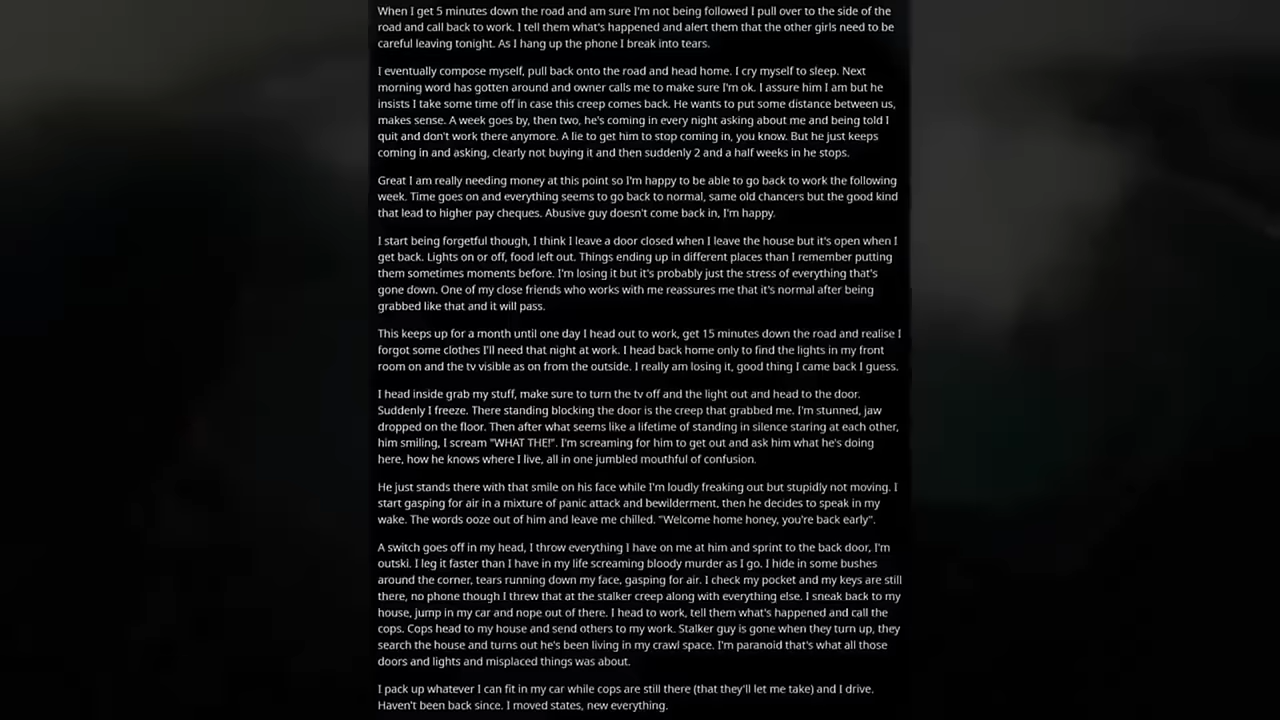 When I get 5 minutes down the road and am sure I'm not being followed I pull over to the side of the
road and call back to work. I tell them what's happened and alert them that the other girls need to be
careful leaving tonight. As I hang up the phone I break into tears.
I eventually compose myself, pull back onto the road and head home. I cry myself to sleep. Next
morning word has gotten around and owner calls me to make sure I'm ok. I assure him I am but he
insists I take some time off in case this creep comes back. He wants to put some distance between us,
makes sense. A week goes by, then two, he's coming in every night asking about me and being told I
quit and don't work there anymore. A lie to get him to stop coming in, you know. But he just keeps
coming in and asking, clearly not buying it and then suddenly 2 and a half weeks in he stops.
Great I am really needing money at this point so I'm happy to be able to go back to work the following
week. Time goes on and everything seems to go back to normal, same old chancers but the good kind
that lead to higher pay cheques. Abusive guy doesn't come back in, I'm happy.
I start being forgetful though, I think I leave a door closed when I leave the house but it's open when I
get back. Lights on or off, food left out. Things ending up in different places than I remember putting
them sometimes moments before. I'm losing it but it's probably just the stress of everything that's
gone down. One of my close friends who works with me reassures me that it's normal after being
grabbed like that and it will pass.
This keeps up for a month until one day I head out to work, get 15 minutes down the road and realise I
forgot some clothes I'll need that night at work. I head back home only to find the lights in my front
room on and the tv visible as on from the outside. I really am losing it, good thing I came back I guess.
I head inside grab my stuff, make sure to turn the tv off and the light out and head to the door.
Suddenly I freeze. There standing blocking the door is the creep that grabbed me. I'm stunned, jaw
dropped on the floor. Then after what seems like a lifetime of standing in silence staring at each other,
him smiling, I scream "WHAT THE!". I'm screaming for him to get out and ask him what he's doing
here, how he knows where I live, all in one jumbled mouthful of confusion.
He just stands there with that smile on his face while I'm loudly freaking out but stupidly not moving. I
start gasping for air in a mixture of panic attack and bewilderment, then he decides to speak in my
wake. The words ooze out of him and leave me chilled. "Welcome home honey, you're back early".
A switch goes off in my head, I throw everything I have on me at him and sprint to the back door, I'm
outski. I leg it faster than I have in my life screaming bloody murder as I go. I hide in some bushes
around the corner, tears running down my face, gasping for air. I check my pocket and my keys are still
there, no phone though I threw that at the stalker creep along with everything else. I sneak back to my
house, jump in my car and nope out of there. I head to work, tell them what's happened and call the
cops. Cops head to my house and send others to my work. Stalker guy is gone when they turn up, they
search the house and turns out he's been living in my crawl space. I'm paranoid that's what all those
doors and lights and misplaced things was about.
I pack up whatever I can fit in my car while cops are still there (that they'll let me take) and I drive.
Haven't been back since. I moved states, new everything.